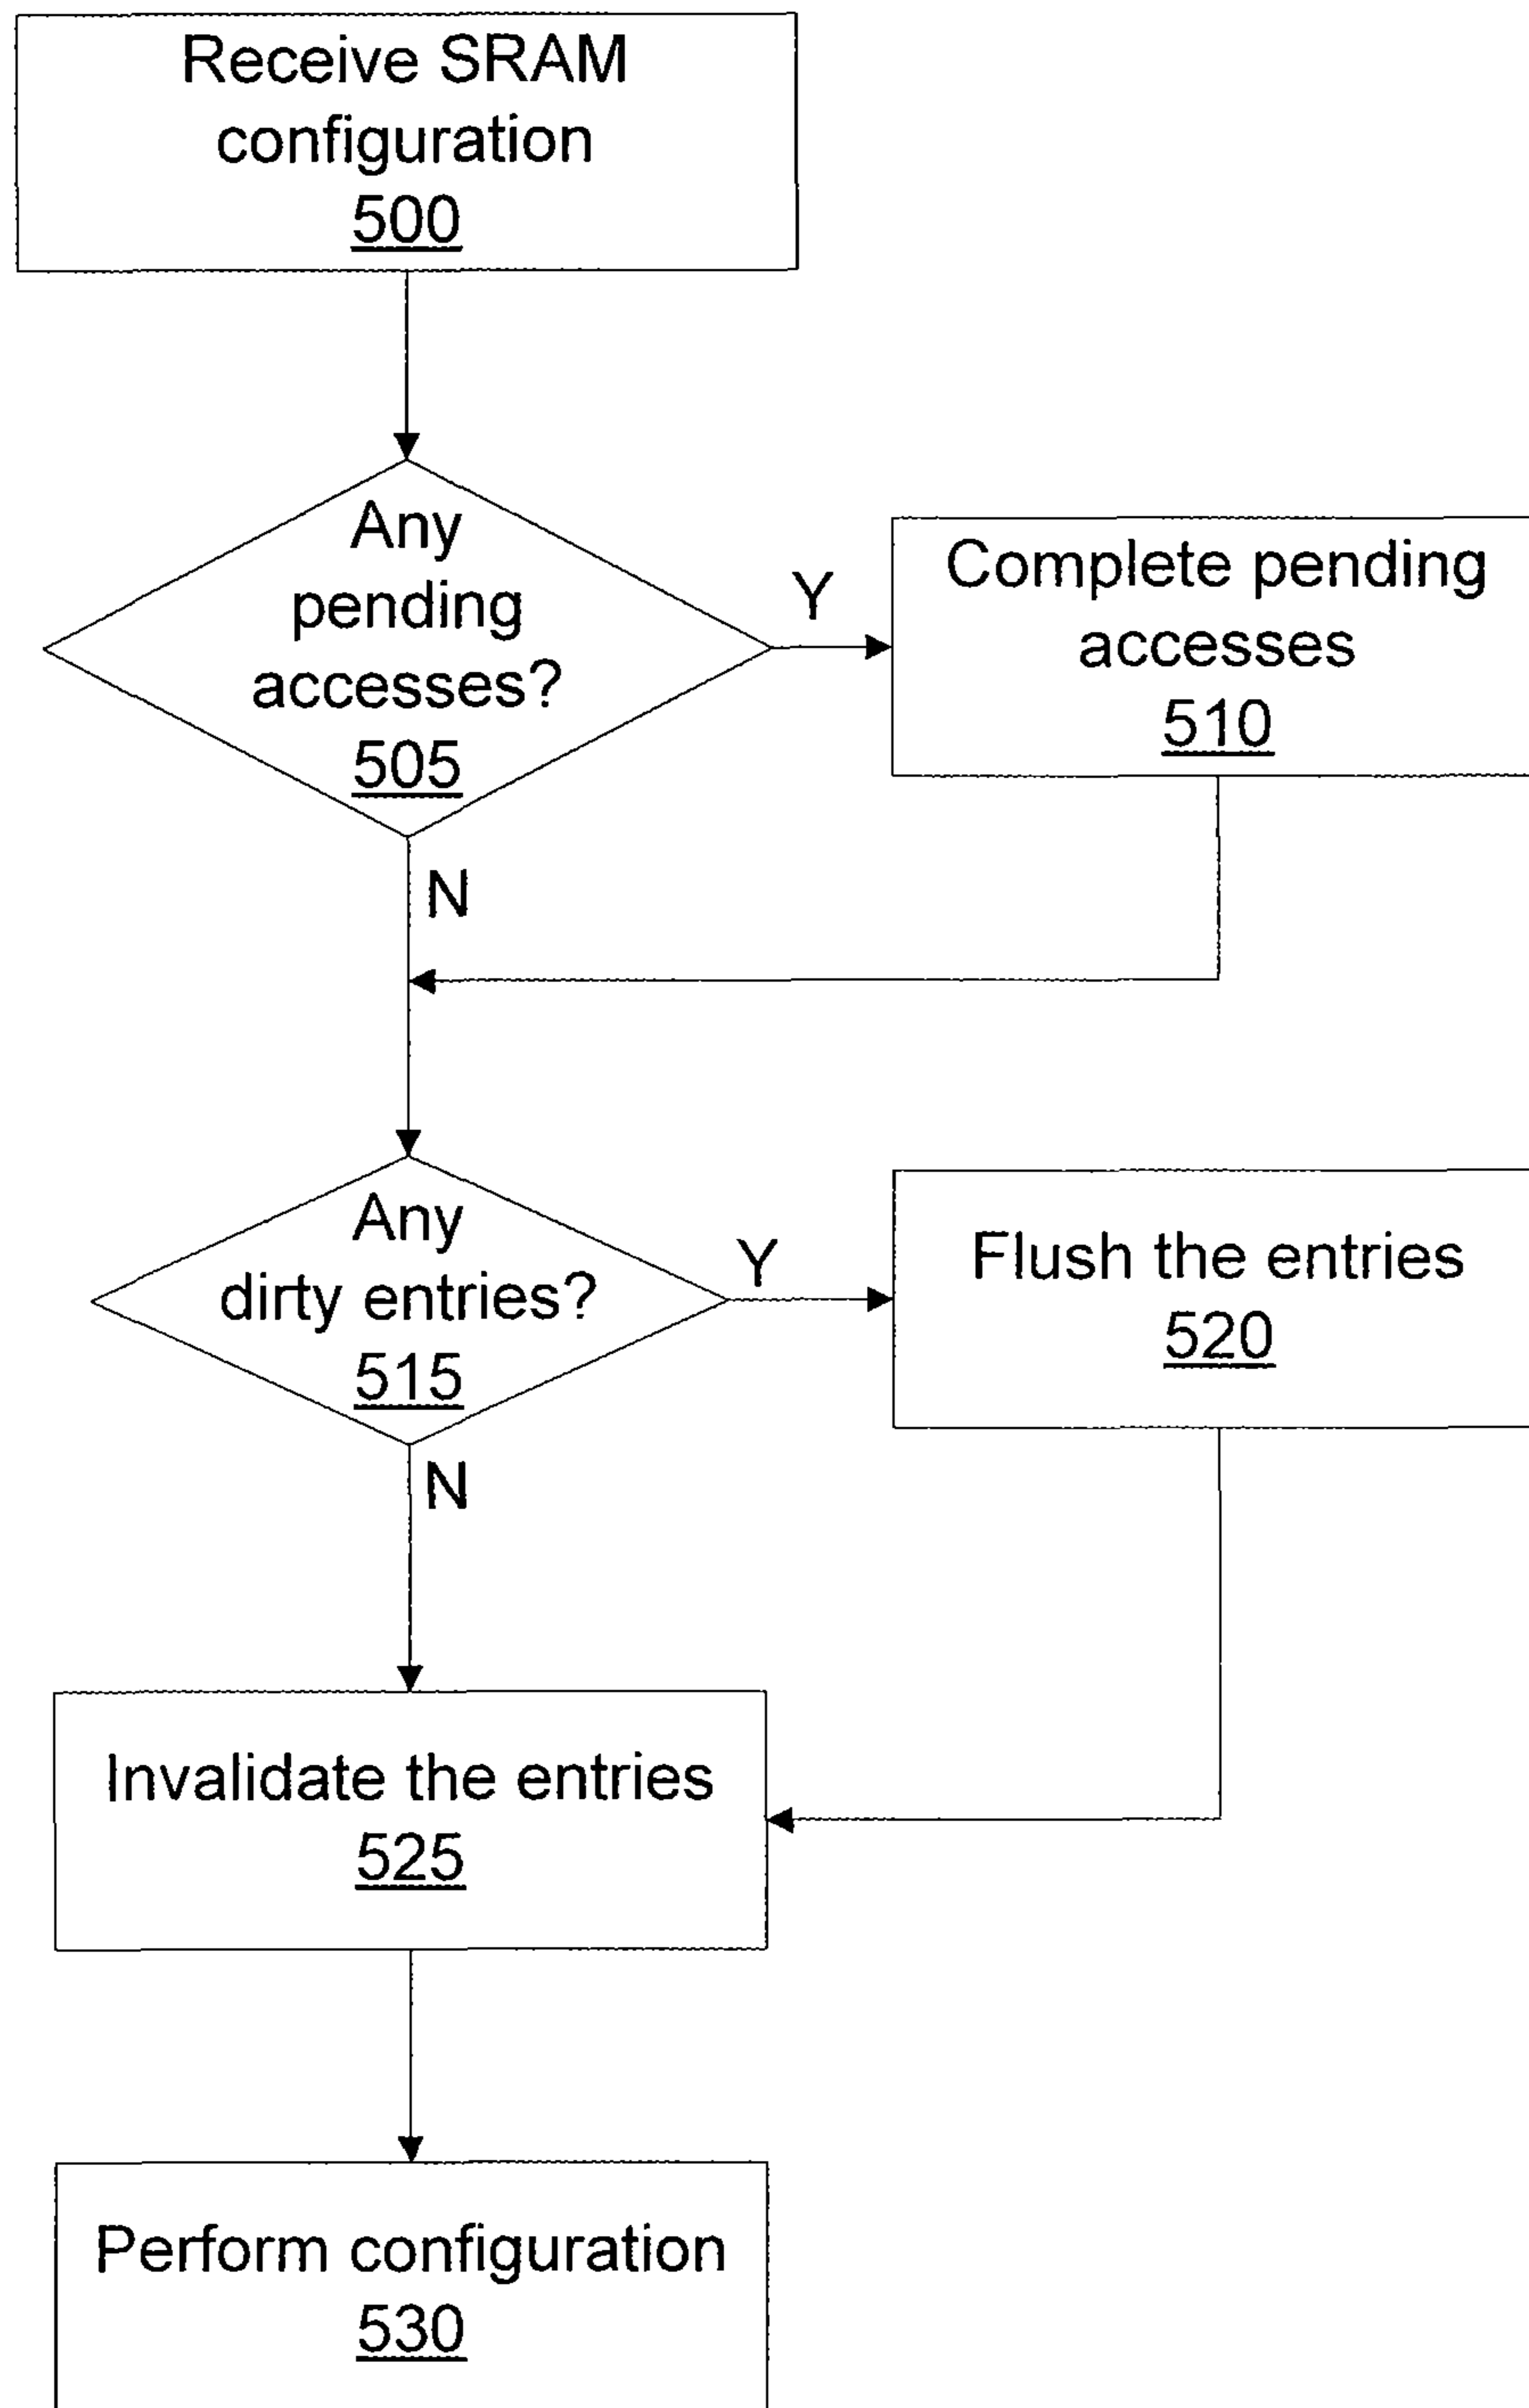 Receive SRAM
configuration
500
Any
pending
accesses?
505
Y
Complete pending
accesses
510
N
Any
dirty entries?
515
Y
Flush the entries
520
N
Invalidate the entries
525
Perform configuration
530